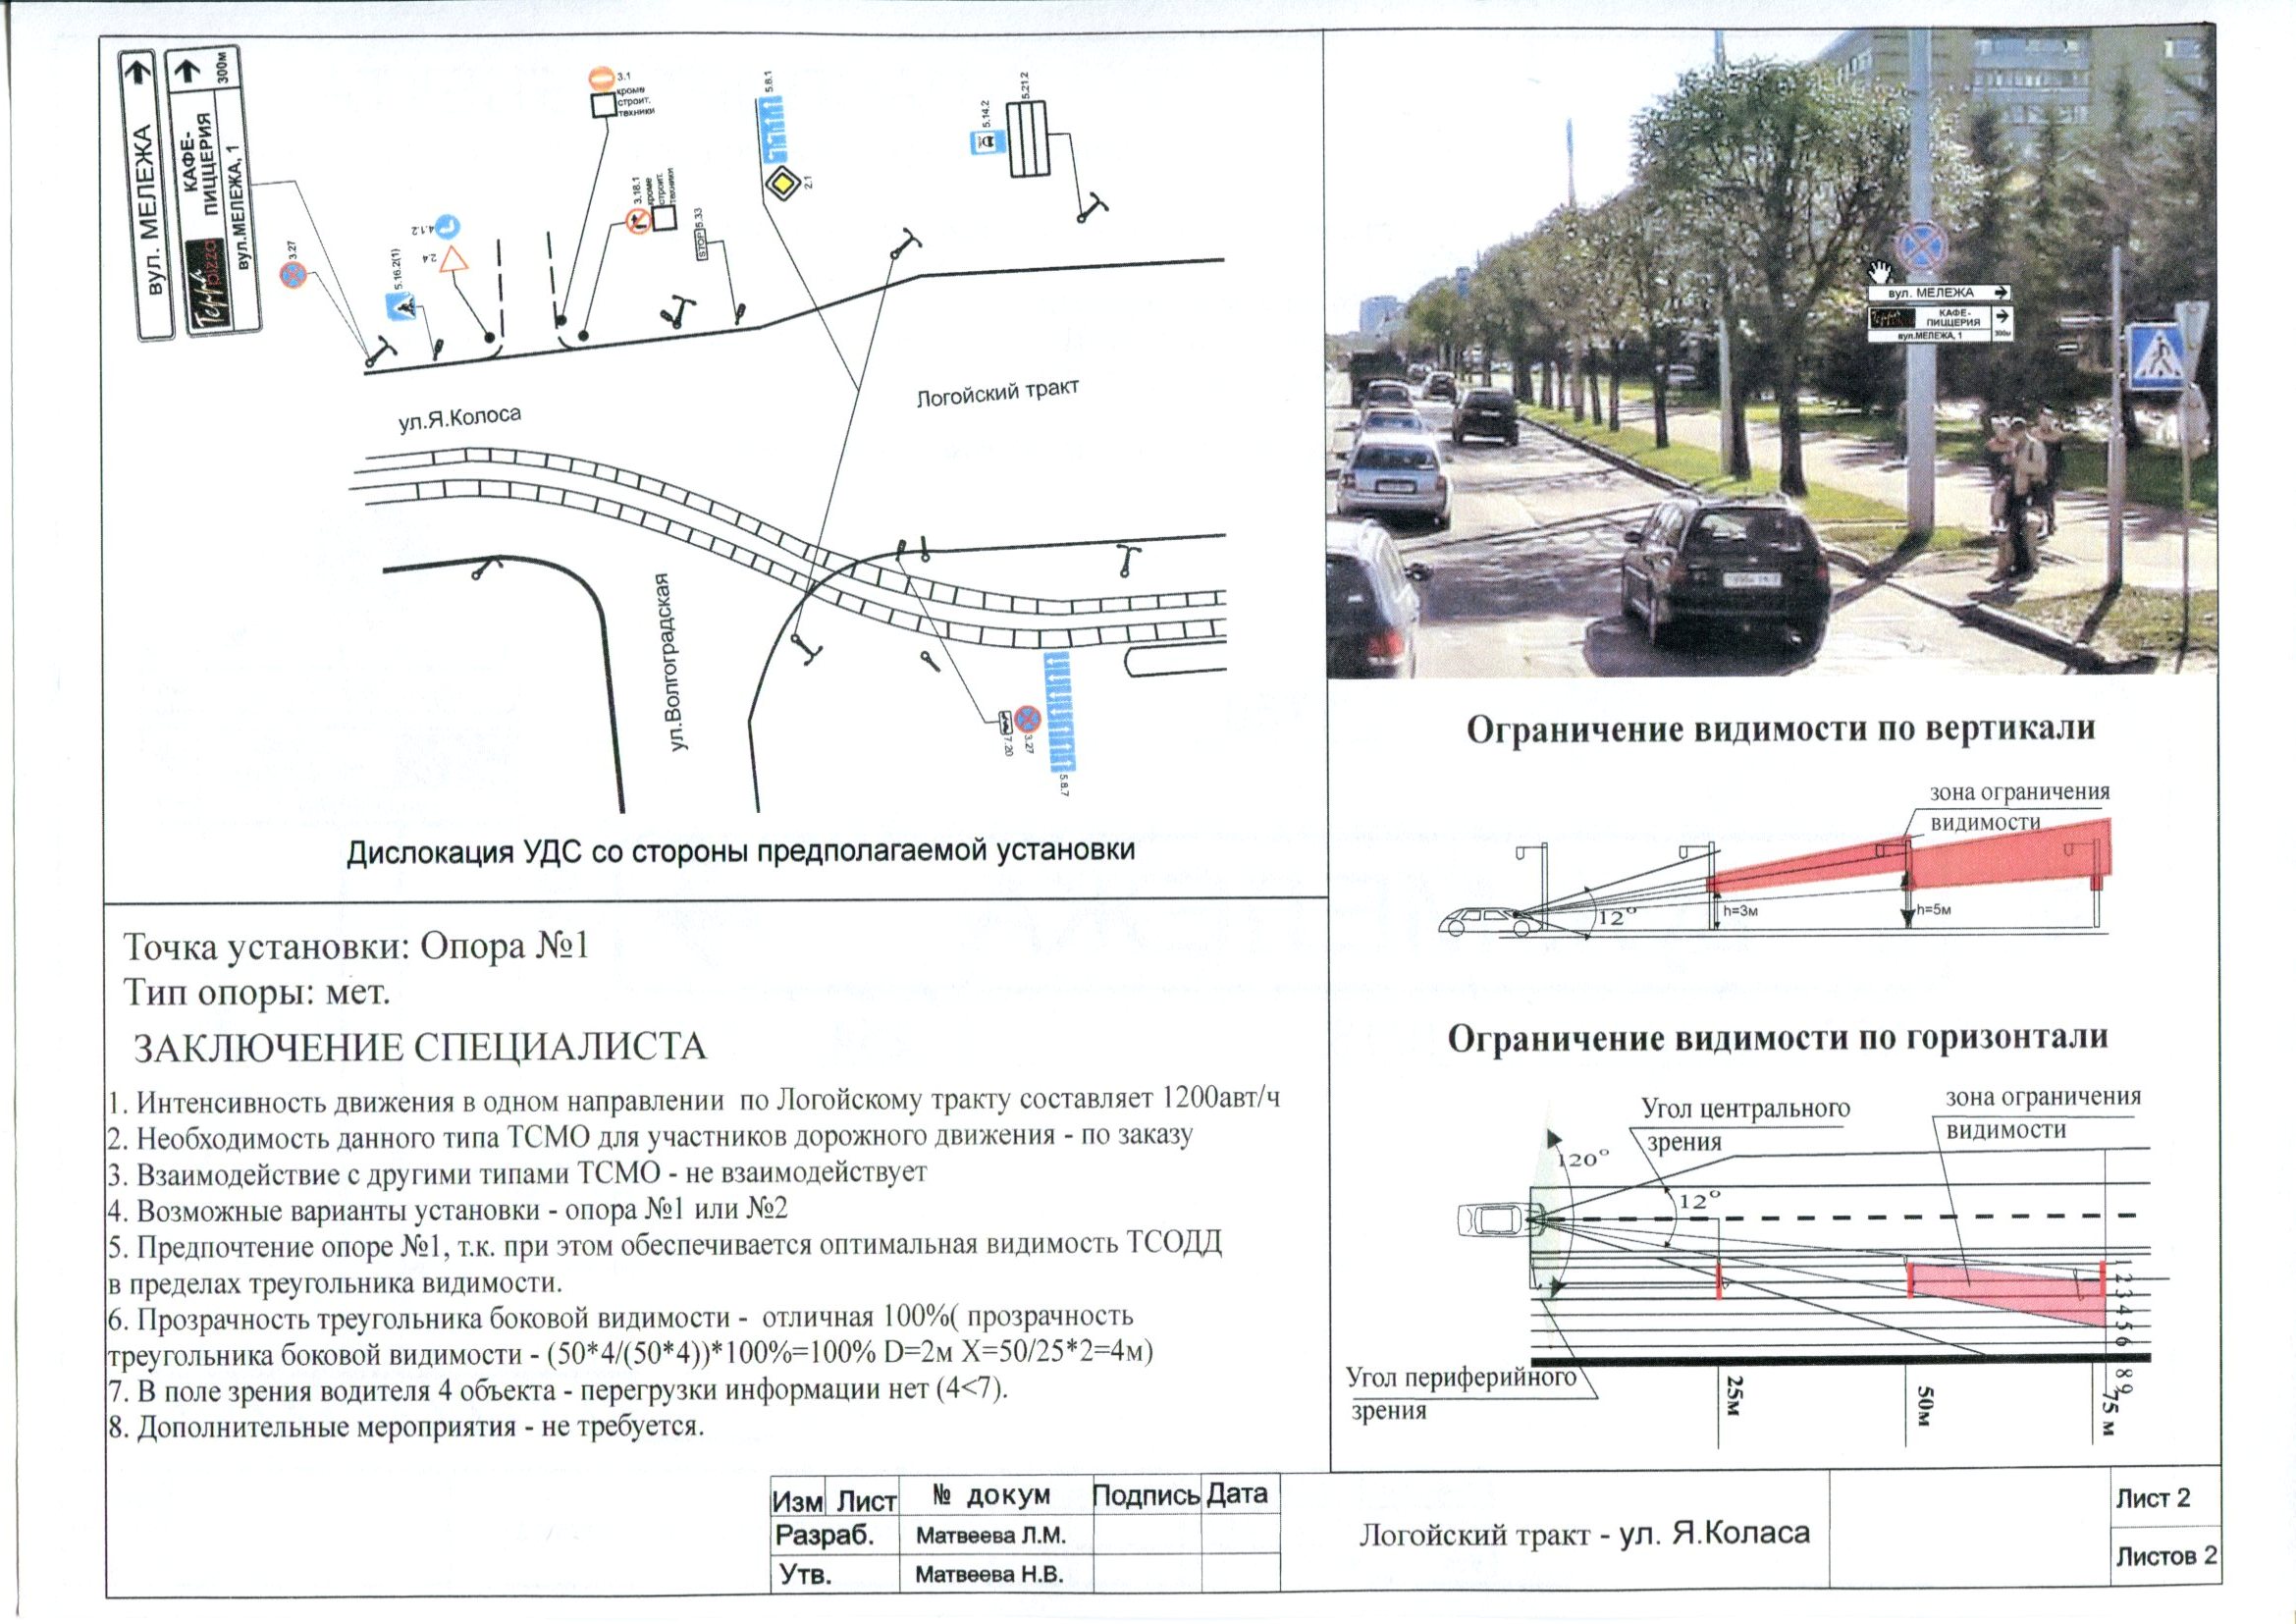 вул. МЕЛЕЖА
КАФЕ-
ПИЦЦЕРИЯ
вул.МЕЛЕЖА, 1
300м
pizza
3.27
5.16.2(1)
4.1.2
2.4
3.1
кроме
строит.
техники
3.18.1
кроме
строит.
техники
STOP
5.33
5.8.1
2.1
5.14.2
5.21.2
ул.Я.Колоса
Логойский тракт
ул.Волгоградская
7.20
3.27
5.8.7
Дислокация УДС со стороны предполагаемой установки
вул. МЕЛЕЖА
КАФЕ-
ПИЦЦЕРИЯ
вул.МЕЛЕЖА, 1
300м
Ограничение видимости по вертикали
зона ограничения
видимости
12°
h=3м
h=5м
Ограничение видимости по горизонтали
Угол центрального
зрения
зона ограничения
видимости
120°
12°
Угол периферийного
зрения
25м
50м
75 м
1 2 3 4 5 6 8 9
Точка установки: Опора №1
Тип опоры: мет.
ЗАКЛЮЧЕНИЕ СПЕЦИАЛИСТА
1. Интенсивность движения в одном направлении по Логойскому тракту составляет 1200авт/ч
2. Необходимость данного типа ТСМО для участников дорожного движения - по заказу
3. Взаимодействие с другими типами ТСМО - не взаимодействует
4. Возможные варианты установки - опора №1 или №2
5. Предпочтение опоре №1, т.к. при этом обеспечивается оптимальная видимость ТСОДД
в пределах треугольника видимости.
6. Прозрачность треугольника боковой видимости - отличная 100%( прозрачность
треугольника боковой видимости - (50*4/(50*4))*100%=100% D=2м X=50/25*2=4м)
7. В поле зрения водителя 4 объекта - перегрузки информации нет (4<7).
8. Дополнительные мероприятия - не требуется.
Изм Лист № докум Подпись Дата
Разраб. Матвеева Л.М.
Утв. Матвеева Н.В.
Логойский тракт - ул. Я.Коласа
Лист 2
Листов 2